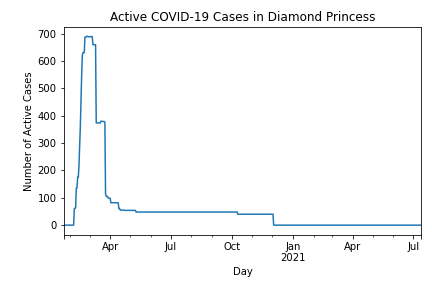 Active COVID-19 Cases in Diamond Princess
700
600
500
400
300
200
100
0
Number of Active Cases
Apr
Jul
Oct
Jan
2021
Apr
Jul
Day